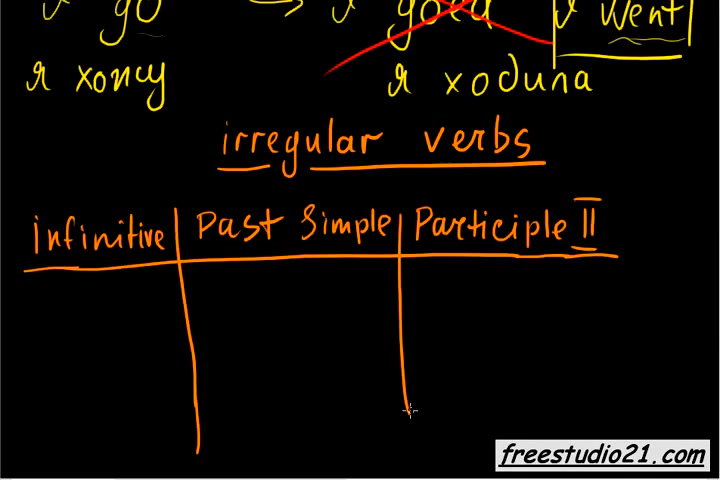 I go => I goed I went
я хожу я ходила
irregular verbs
infinitive Past Simple Participle II
freestudio21.com